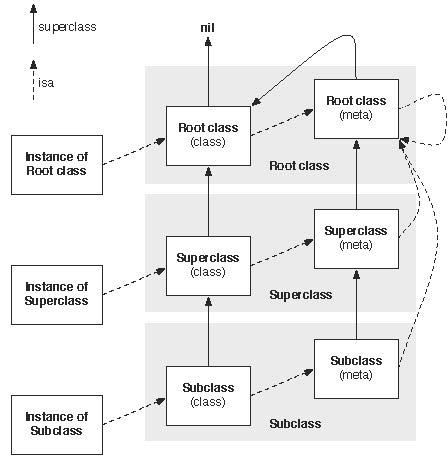 superclass
isa
nil
Root class
(meta)
Root class
(class)
Instance of
Root class
Root class
Superclass
(meta)
Superclass
(class)
Instance of
Superclass
Superclass
Subclass
(meta)
Subclass
(class)
Instance of
Subclass
Subclass